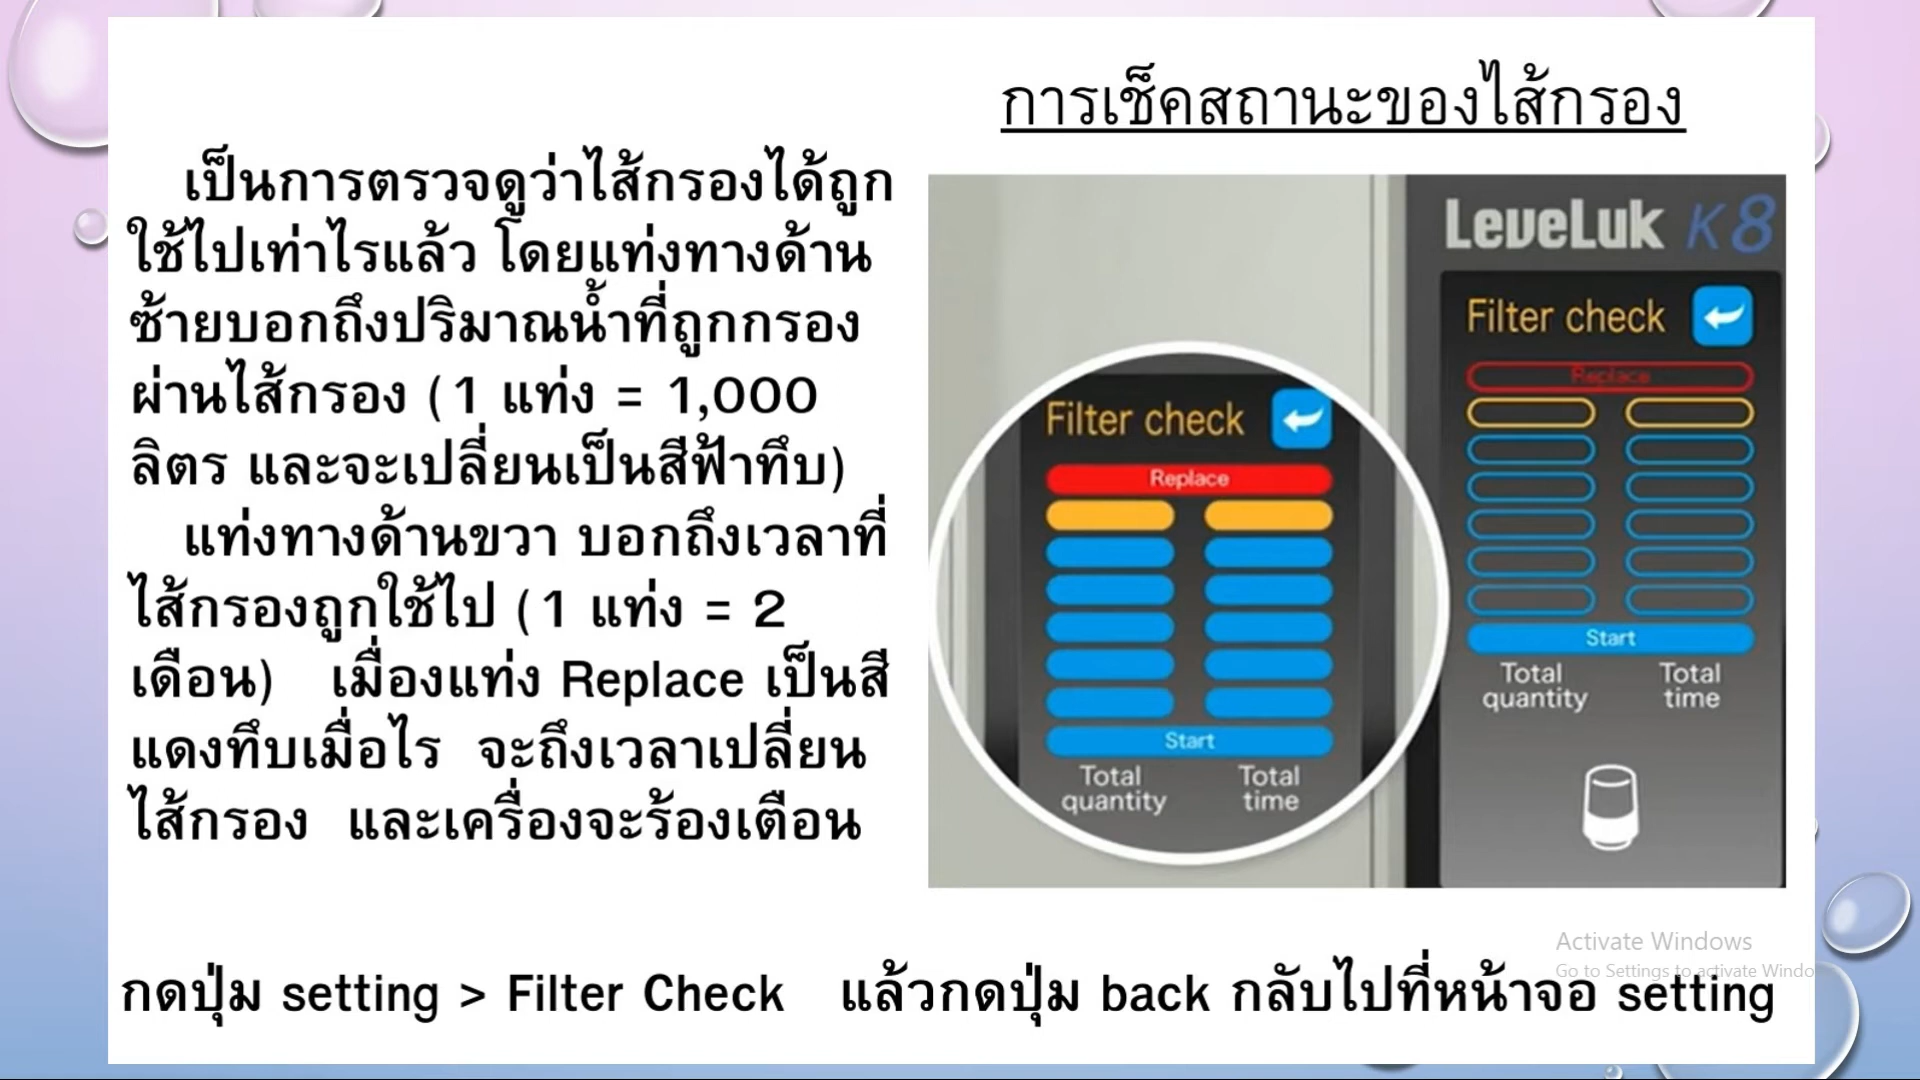 การเช็คสถานะของไส้กรอง
เป็นการตรวจดูว่าไส้กรองได้ถูก
ใช้ไปเท่าไรแล้ว โดยแท่งทางด้าน
ซ้ายบอกถึงปริมาณน้ำที่ถูกกรอง
ผ่านไส้กรอง (1 แท่ง = 1,000
ลิตร และจะเปลี่ยนเป็นสีฟ้าทึบ)
แท่งทางด้านขวา บอกถึงเวลาที่
ไส้กรองถูกใช้ไป (1 แท่ง = 2
เดือน) เมื่องแท่ง Replace เป็นสี
แดงทึบเมื่อไร จะถึงเวลาเปลี่ยน
ไส้กรอง และเครื่องจะร้องเตือน
LeveLuk K8
Filter check
Replace
Start
Total quantity
Total time
Filter check
Replace
Start
Total quantity
Total time
กดปุ่ม setting > Filter Check แล้วกดปุ่ม back กลับไปที่หน้าจอ setting
Activate Windows
Go to Settings to activate Windo